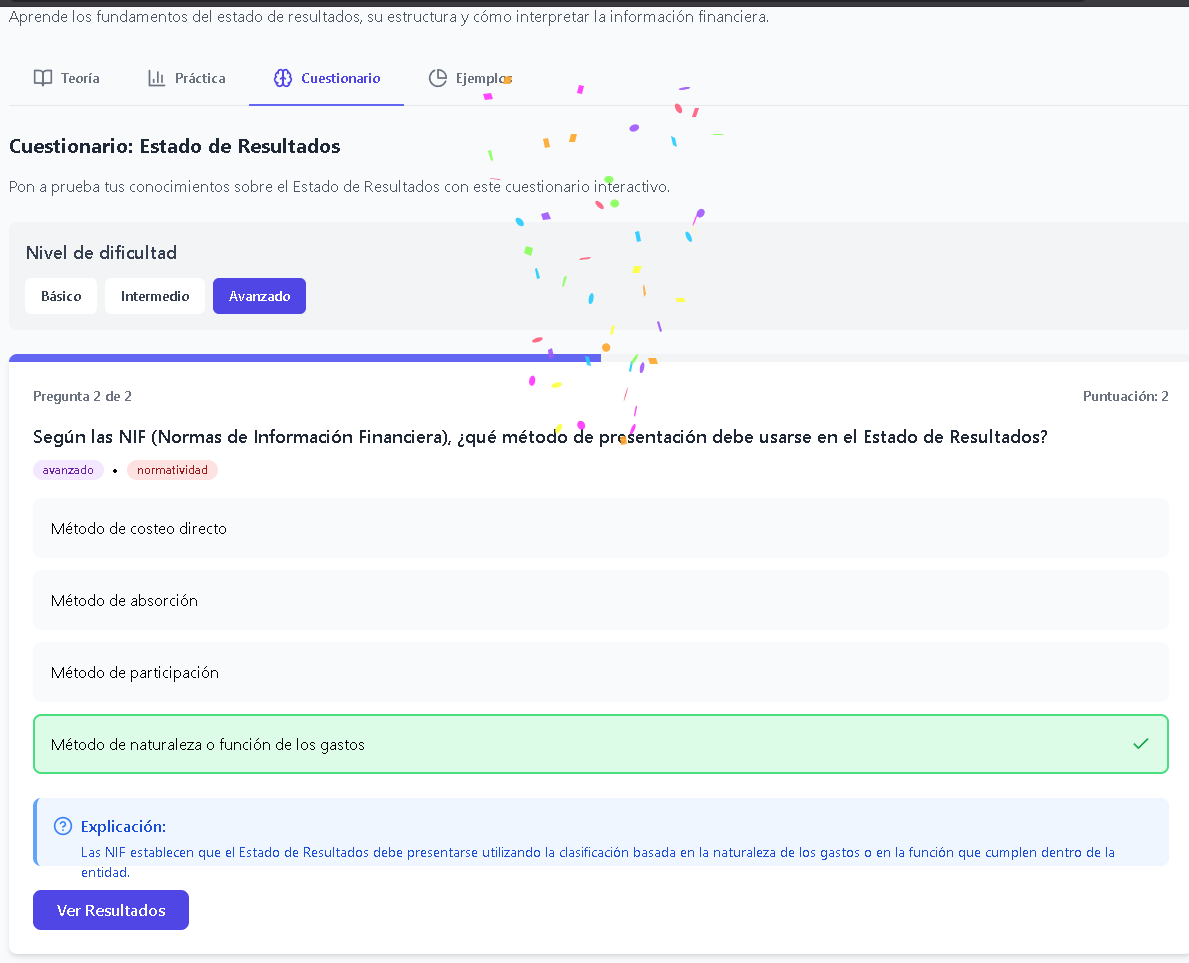 Aprende los fundamentos del estado de resultados, su estructura y cómo interpretar la información financiera.
Teoría
Práctica
Cuestionario
Ejemplos
Cuestionario: Estado de Resultados
Pon a prueba tus conocimientos sobre el Estado de Resultados con este cuestionario interactivo.
Nivel de dificultad
Básico
Intermedio
Avanzado
Pregunta 2 de 2
Puntuación: 2
Según las NIF (Normas de Información Financiera), ¿qué método de presentación debe usarse en el Estado de Resultados?
avanzado • normatividad
Método de costeo directo
Método de absorción
Método de participación
Método de naturaleza o función de los gastos
Explicación:
Las NIF establecen que el Estado de Resultados debe presentarse utilizando la clasificación basada en la naturaleza de los gastos o en la función que cumplen dentro de la
entidad.
Ver Resultados